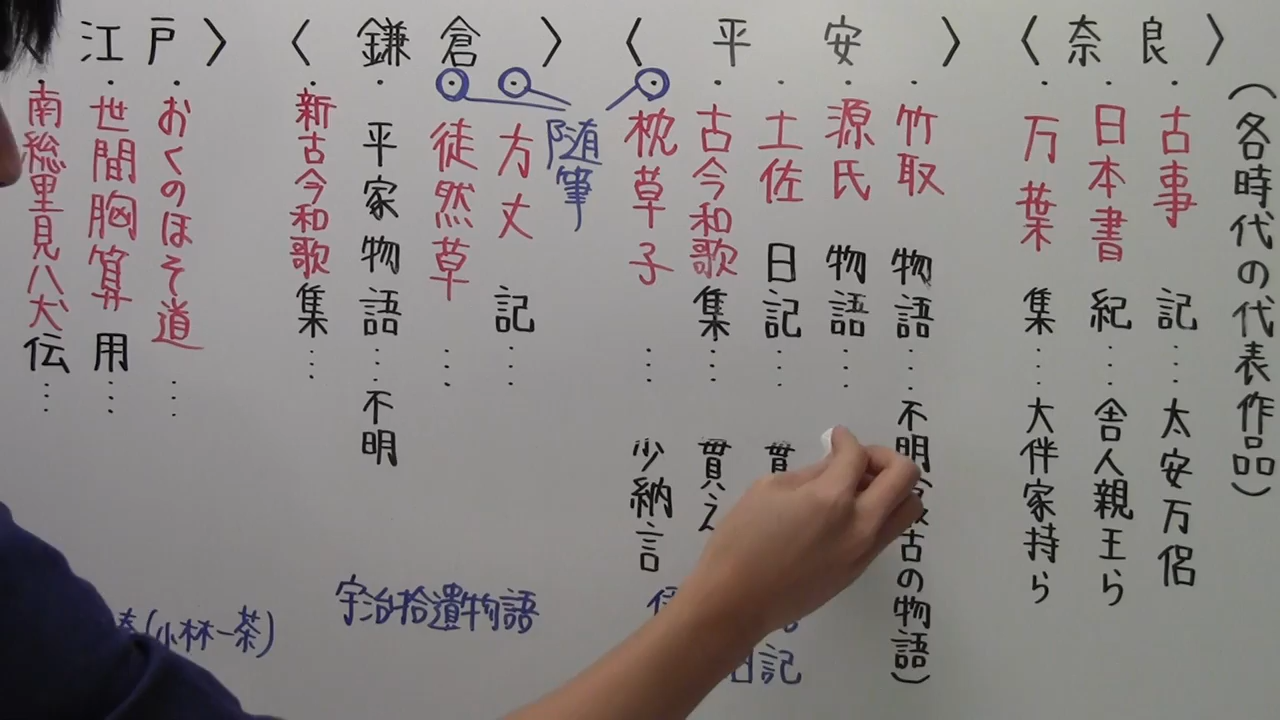 (各時代の代表作品)
〈奈良〉
・古事記……太安万侶
・日本書紀……舎人親王ら
・万葉集……大伴家持ら
〈平安〉
・竹取物語……不明(最古の物語)
・源氏物語……
・土佐日記……
・古今和歌集……貫え
・枕草子……少納言
日記
随筆
〈鎌倉〉
・方丈記……
・徒然草……
・平家物語……不明
・新古今和歌集……
宇治拾遺物語
江戸〉
・おくのほそ道……
・世間胸算用……
・南総里見八犬伝……
(小林一茶)